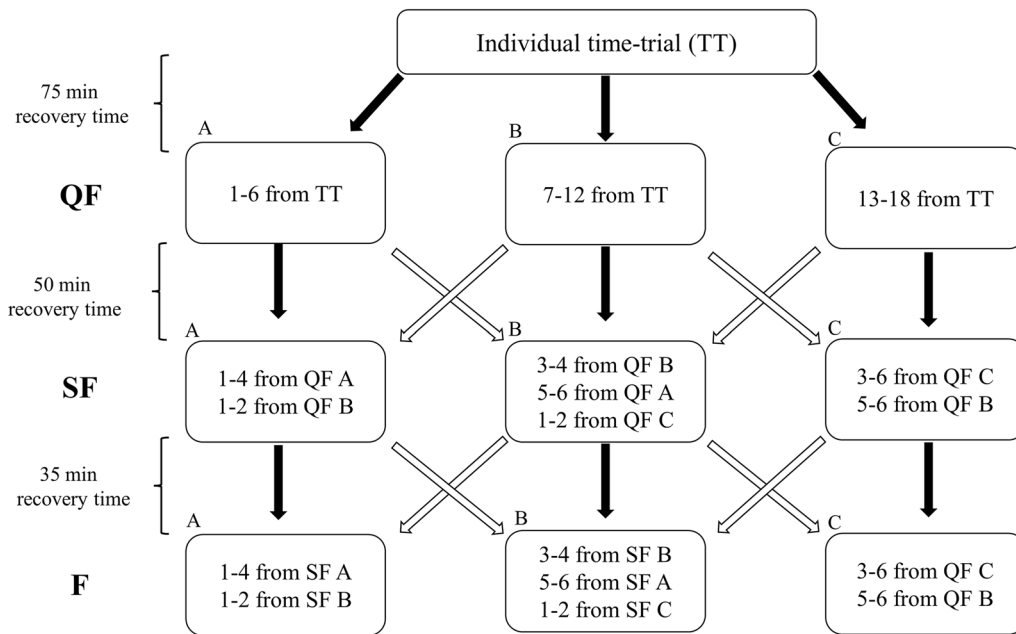 Individual time-trial (TT)
75 min
recovery time
A
B
C
QF
1-6 from TT
7-12 from TT
13-18 from TT
50 min
recovery time
A
B
C
SF
1-4 from QF A
1-2 from QF B
3-4 from QF B
5-6 from QF A
1-2 from QF C
3-6 from QF C
5-6 from QF B
35 min
recovery time
A
B
C
F
1-4 from SF A
1-2 from SF B
3-4 from SF B
5-6 from SF A
1-2 from SF C
3-6 from QF C
5-6 from QF B